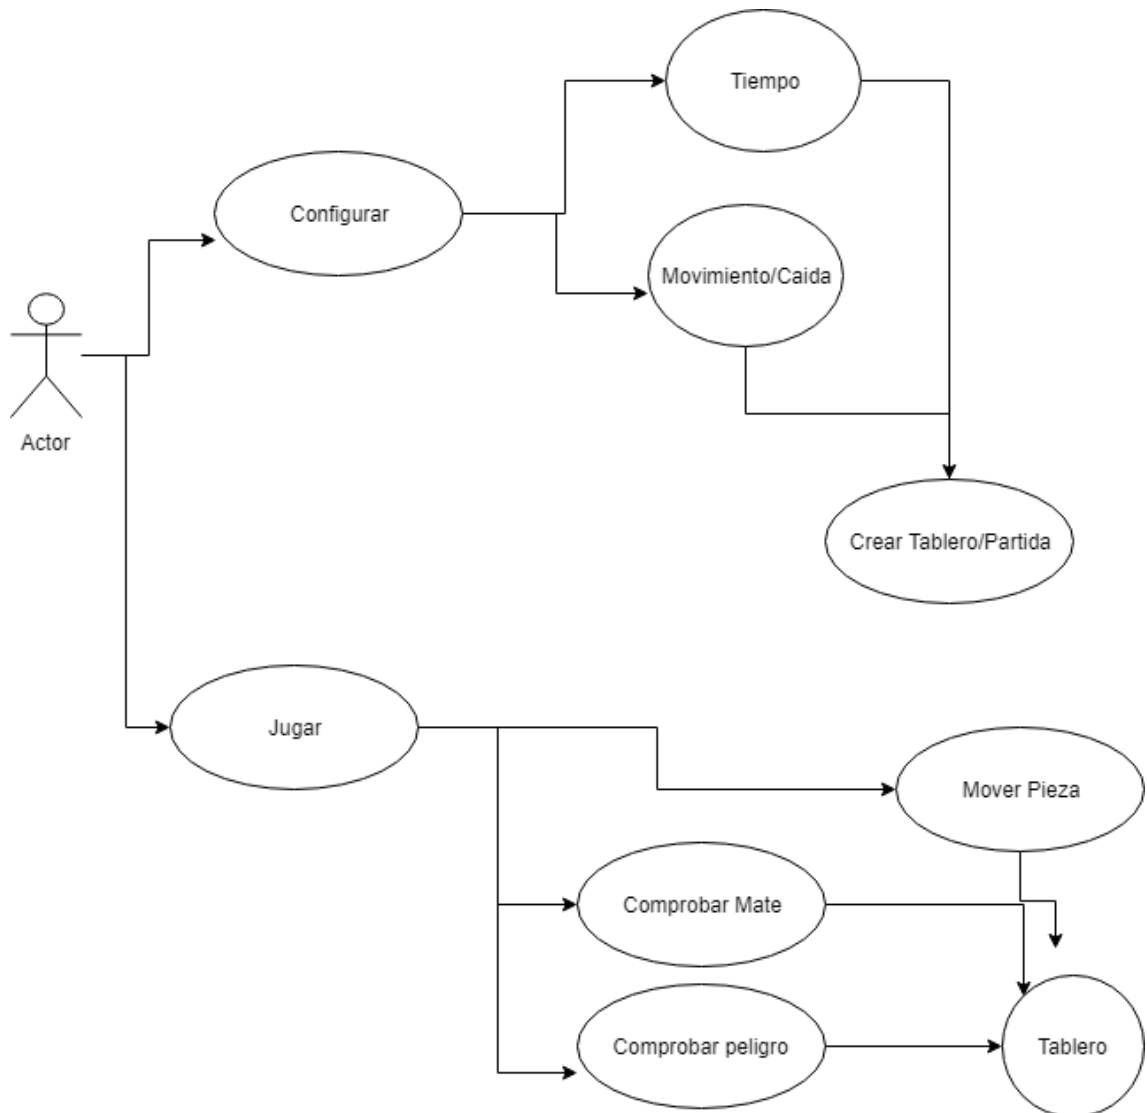 Tiempo
Configurar
Movimiento/Caida
Actor
Crear Tablero/Partida
Jugar
Mover Pieza
Comprobar Mate
Comprobar peligro
Tablero